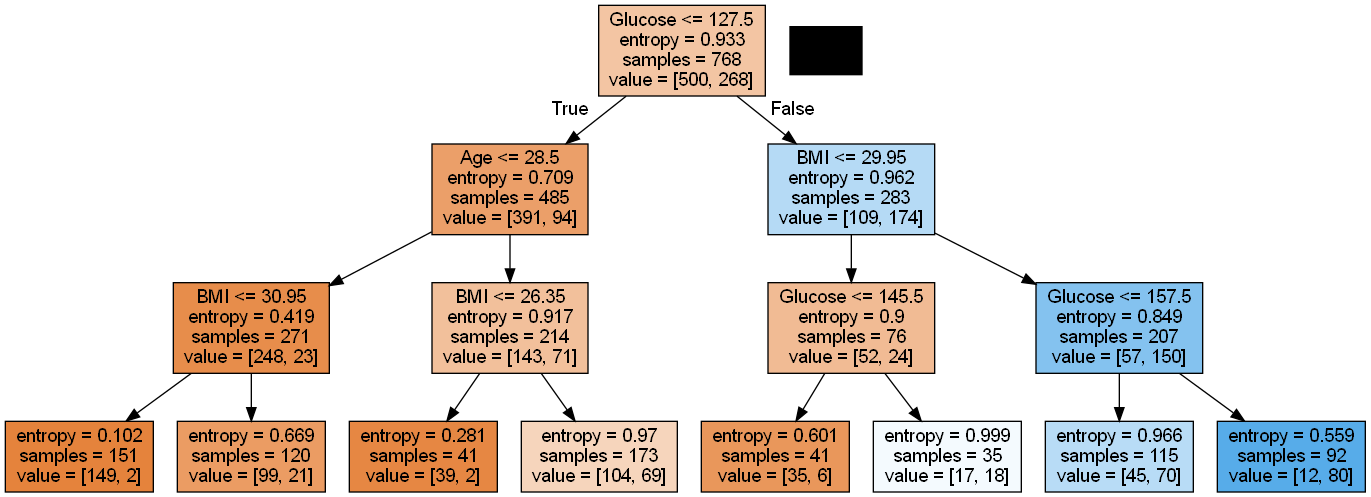 Glucose <= 127.5
entropy = 0.933
samples = 768
value = [500, 268]
True
False
Age <= 28.5
entropy = 0.709
samples = 485
value = [391, 94]
BMI <= 29.95
entropy = 0.962
samples = 283
value = [109, 174]
BMI <= 30.95
entropy = 0.419
samples = 271
value = [248, 23]
BMI <= 26.35
entropy = 0.917
samples = 214
value = [143, 71]
Glucose <= 145.5
entropy = 0.9
samples = 76
value = [52, 24]
Glucose <= 157.5
entropy = 0.849
samples = 207
value = [57, 150]
entropy = 0.102
samples = 151
value = [149, 2]
entropy = 0.669
samples = 120
value = [99, 21]
entropy = 0.281
samples = 41
value = [39, 2]
entropy = 0.97
samples = 173
value = [104, 69]
entropy = 0.601
samples = 41
value = [35, 6]
entropy = 0.999
samples = 35
value = [17, 18]
entropy = 0.966
samples = 115
value = [45, 70]
entropy = 0.559
samples = 92
value = [12, 80]